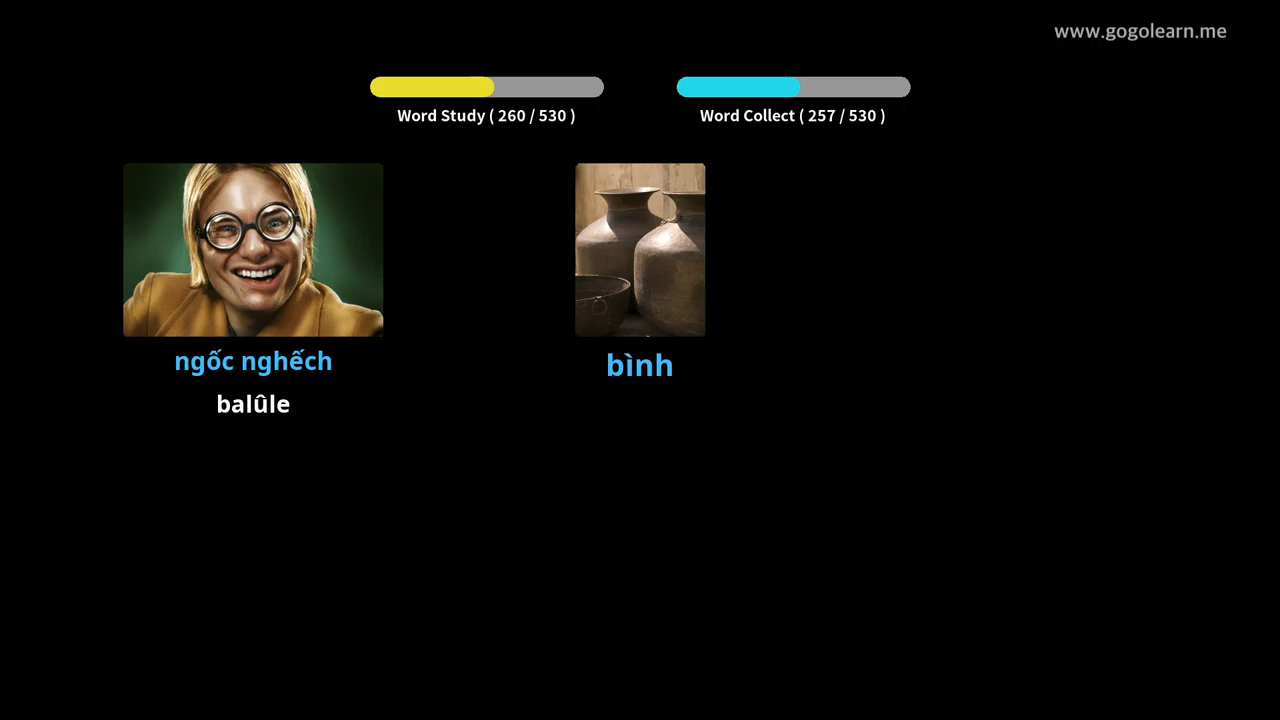 www.gogolearn.me
Word Study ( 260 / 530 )
Word Collect ( 257 / 530 )
ngốc nghếch
balûle
bình